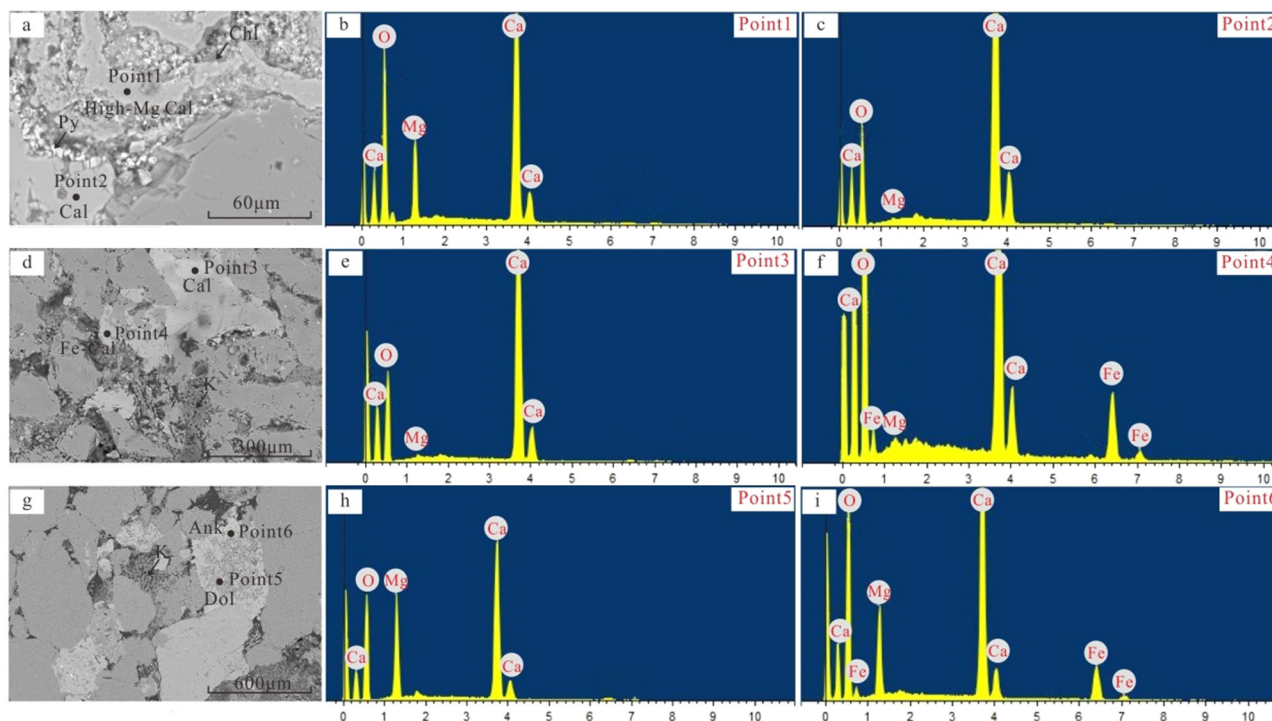 a
Chl
Point1
High-Mg Cal
Py
Point2
Cal
60μm
b
Point1
Ca
O
Mg
Ca
Ca
0 1 2 3 4 5 6 7 8 9 10
c
Point2
Ca
O
Ca
Ca
Mg
0 1 2 3 4 5 6 7 8 9 10
d
Point3
Cal
Point4
Fe-Cal
K
300μm
e
Point3
Ca
O
Ca
Ca
Mg
0 1 2 3 4 5 6 7 8 9 10
f
Point4
O
Ca
Ca
Ca
Fe
Fe
Mg
Fe
0 1 2 3 4 5 6 7 8 9 10
g
Ank
Point6
K
Point5
Dol
600μm
h
Point5
Ca
O
Mg
Ca
Ca
0 1 2 3 4 5 6 7 8 9 10
i
Point6
O
Ca
Mg
Ca
Ca
Fe
Fe
Fe
0 1 2 3 4 5 6 7 8 9 10